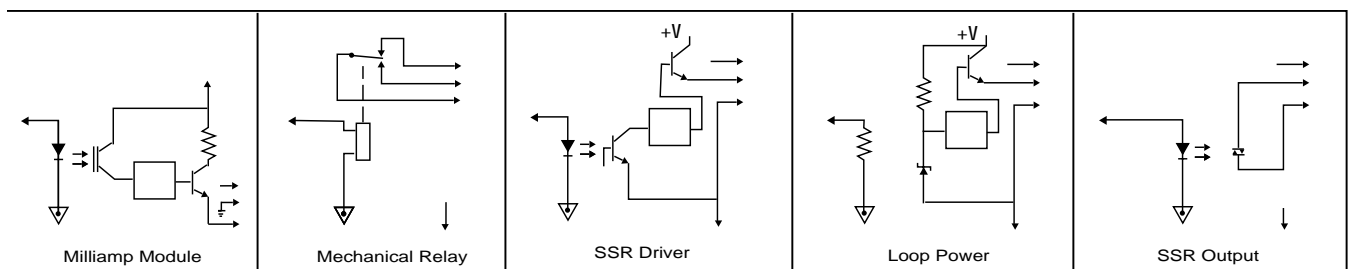 +V
+V
Milliamp Module
Mechanical Relay
SSR Driver
Loop Power
SSR Output